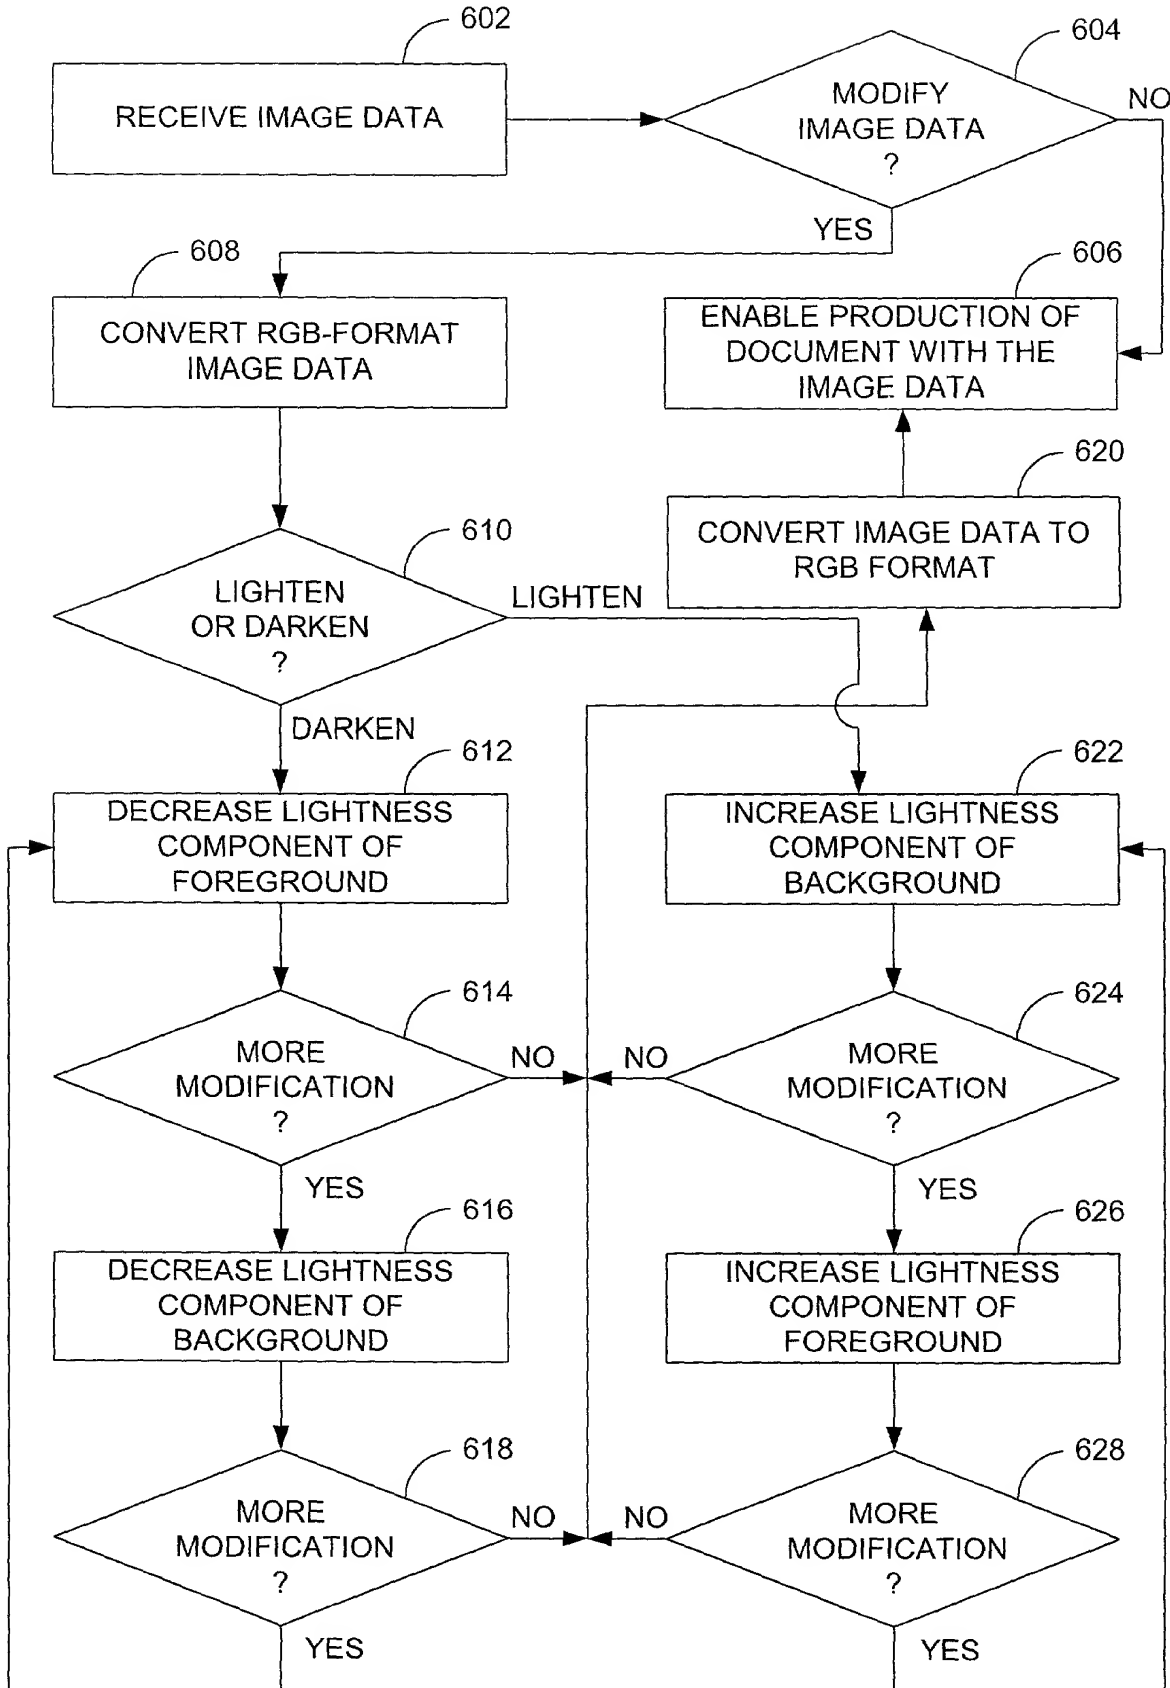 602
RECEIVE IMAGE DATA
604
MODIFY
IMAGE DATA
?
NO
YES
608
CONVERT RGB-FORMAT
IMAGE DATA
606
ENABLE PRODUCTION OF
DOCUMENT WITH THE
IMAGE DATA
620
CONVERT IMAGE DATA TO
RGB FORMAT
610
LIGHTEN
OR DARKEN
?
LIGHTEN
DARKEN
612
DECREASE LIGHTNESS
COMPONENT OF
FOREGROUND
622
INCREASE LIGHTNESS
COMPONENT OF
BACKGROUND
614
MORE
MODIFICATION
?
NO
YES
624
MORE
MODIFICATION
?
NO
YES
616
DECREASE LIGHTNESS
COMPONENT OF
BACKGROUND
626
INCREASE LIGHTNESS
COMPONENT OF
FOREGROUND
618
MORE
MODIFICATION
?
NO
YES
628
MORE
MODIFICATION
?
NO
YES